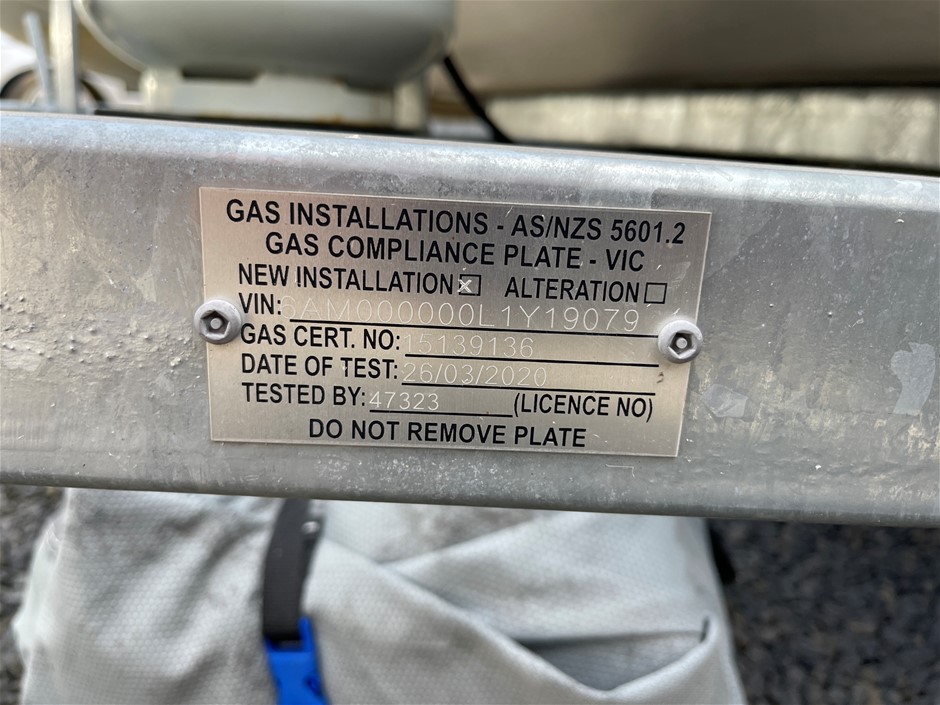 GAS INSTALLATIONS - AS/NZS 5601.2
GAS COMPLIANCE PLATE - VIC
NEW INSTALLATION ☒ ALTERATION ☐
VIN: 6AM000000L1Y19079
GAS CERT. NO: 15139136
DATE OF TEST: 26/03/2020
TESTED BY: 47323 (LICENCE NO)
DO NOT REMOVE PLATE